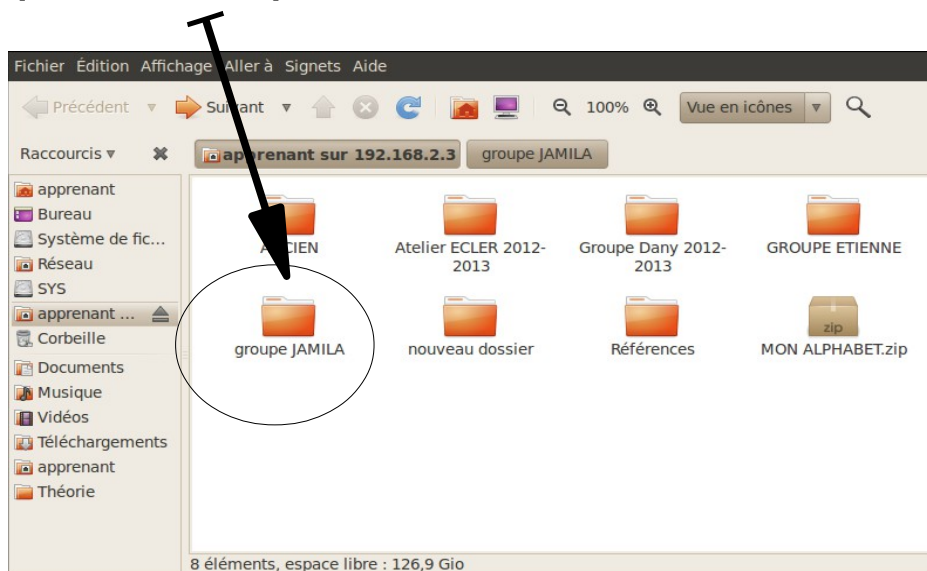 Fichier Édition Affichage Aller à Signets Aide
Précédent Suivant 100% Vue en icônes
Raccourcis apprenant sur 192.168.2.3 groupe JAMILA
apprenant
Bureau
Système de fic...
Réseau
SYS
apprenant ...
Corbeille
Documents
Musique
Vidéos
Téléchargements
apprenant
Théorie
Atelier ECLER 2012-
2013
Groupe Dany 2012-
2013
GROUPE ETIENNE
groupe JAMILA
nouveau dossier
Références
zip
MON ALPHABET.zip
8 éléments, espace libre : 126,9 Gio